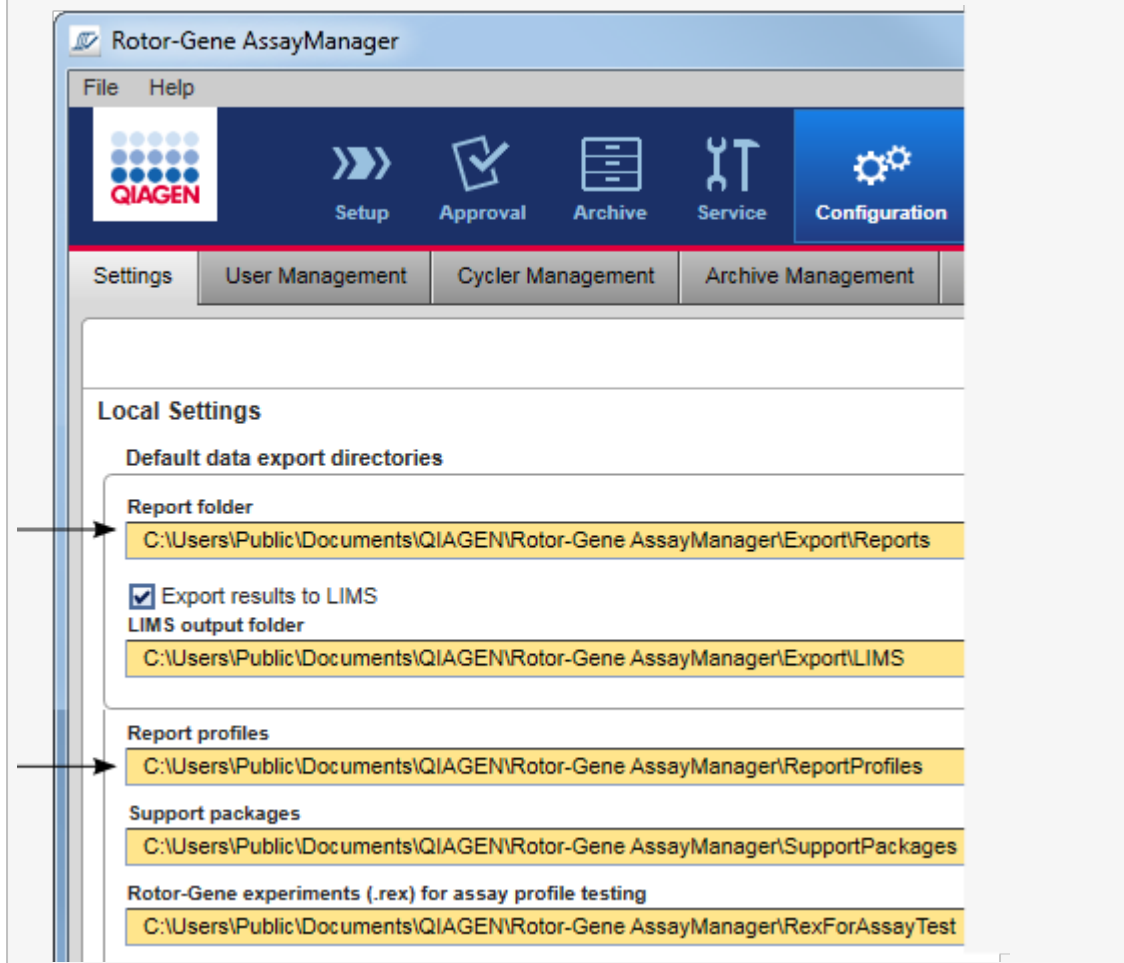 Rotor-Gene AssayManager
File Help
QIAGEN
Setup Approval Archive Service Configuration
Settings User Management Cycler Management Archive Management
Local Settings
Default data export directories
Report folder
C:\Users\Public\Documents\QIAGEN\Rotor-Gene AssayManager\Export\Reports
Export results to LIMS
LIMS output folder
C:\Users\Public\Documents\QIAGEN\Rotor-Gene AssayManager\Export\LIMS
Report profiles
C:\Users\Public\Documents\QIAGEN\Rotor-Gene AssayManager\ReportProfiles
Support packages
C:\Users\Public\Documents\QIAGEN\Rotor-Gene AssayManager\SupportPackages
Rotor-Gene experiments (.rex) for assay profile testing
C:\Users\Public\Documents\QIAGEN\Rotor-Gene AssayManager\RexForAssayTest